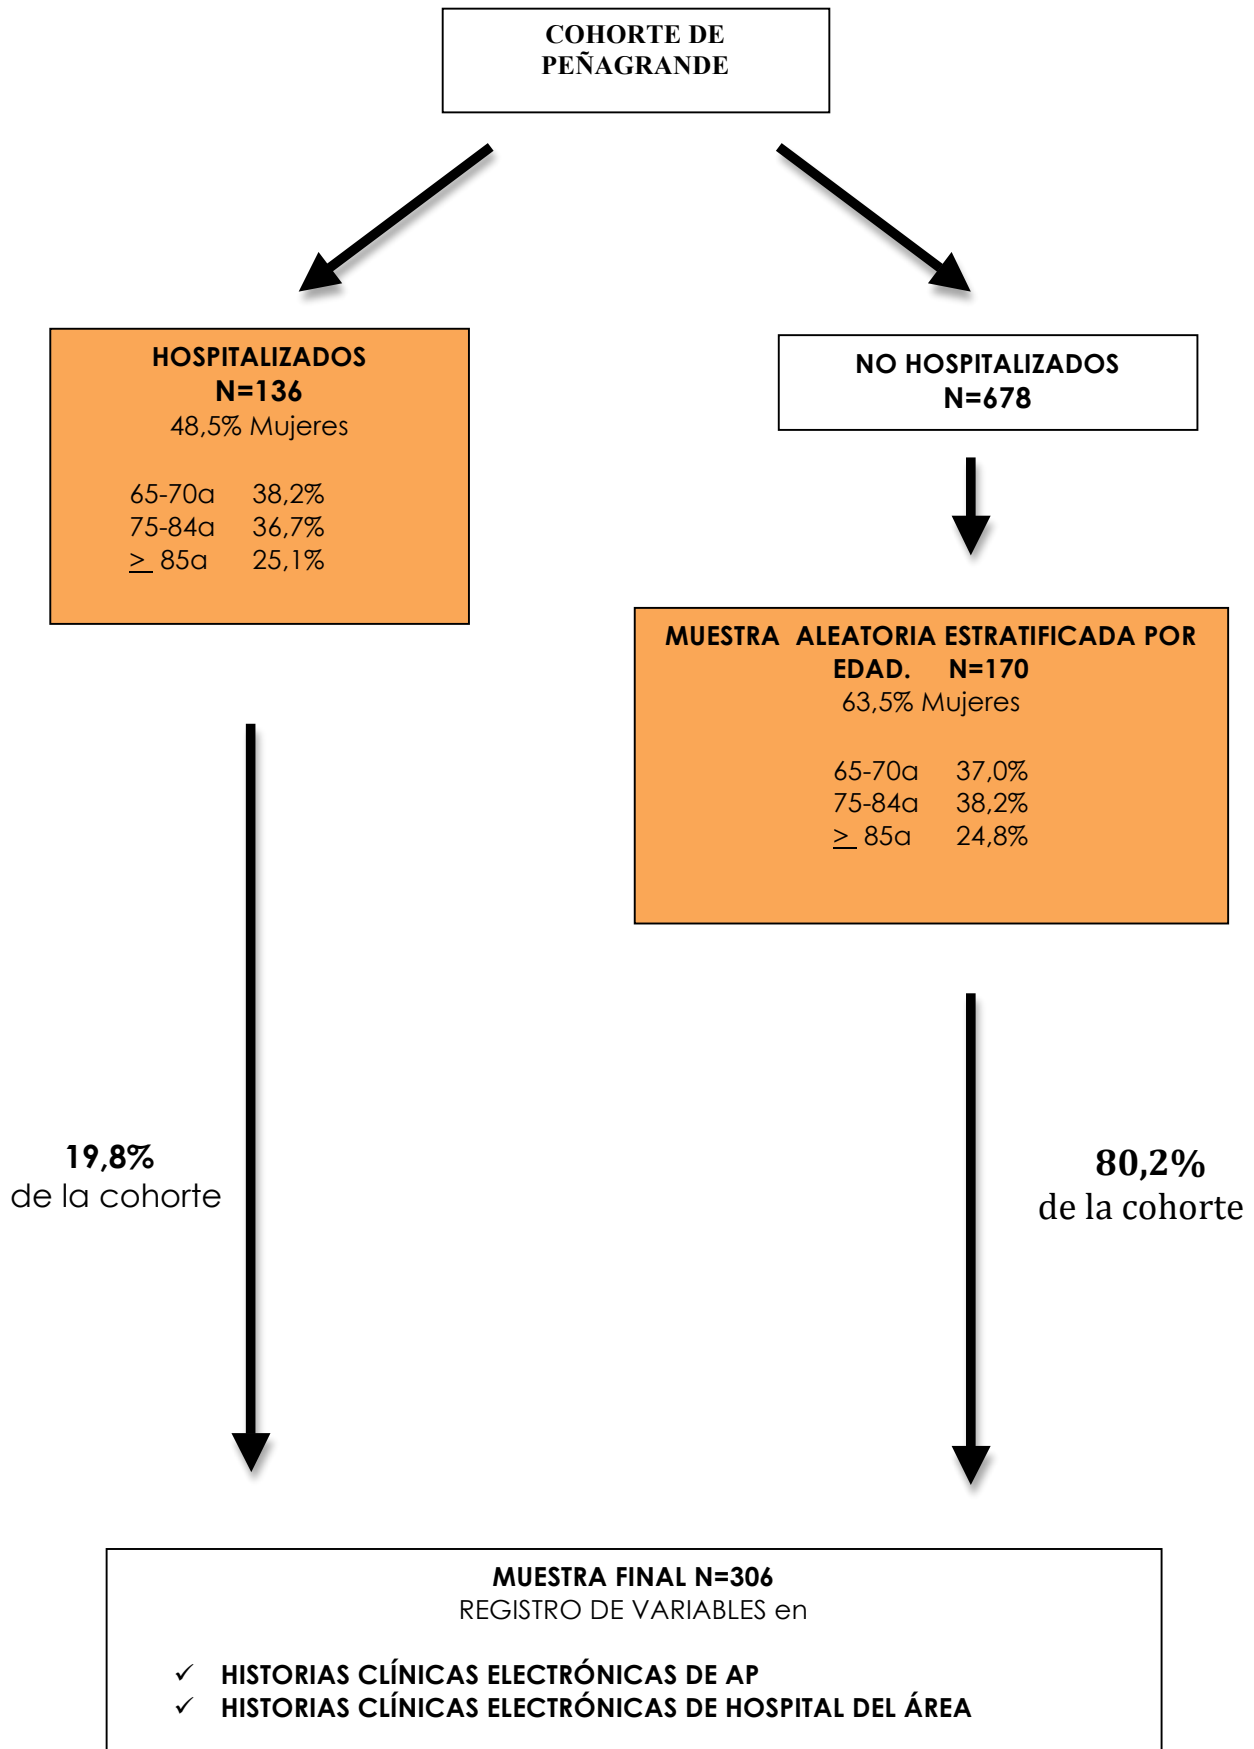 COHORTE DE
PEÑAGRANDE
HOSPITALIZADOS
N=136
48,5% Mujeres
65-70a 38,2%
75-84a 36,7%
> 85a 25,1%
NO HOSPITALIZADOS
N=678
MUESTRA ALEATORIA ESTRATIFICADA POR
EDAD. N=170
63,5% Mujeres
65-70a 37,0%
75-84a 38,2%
> 85a 24,8%
19,8%
de la cohorte
80,2%
de la cohorte
MUESTRA FINAL N=306
REGISTRO DE VARIABLES en
✓ HISTORIAS CLÍNICAS ELECTRÓNICAS DE AP
✓ HISTORIAS CLÍNICAS ELECTRÓNICAS DE HOSPITAL DEL ÁREA